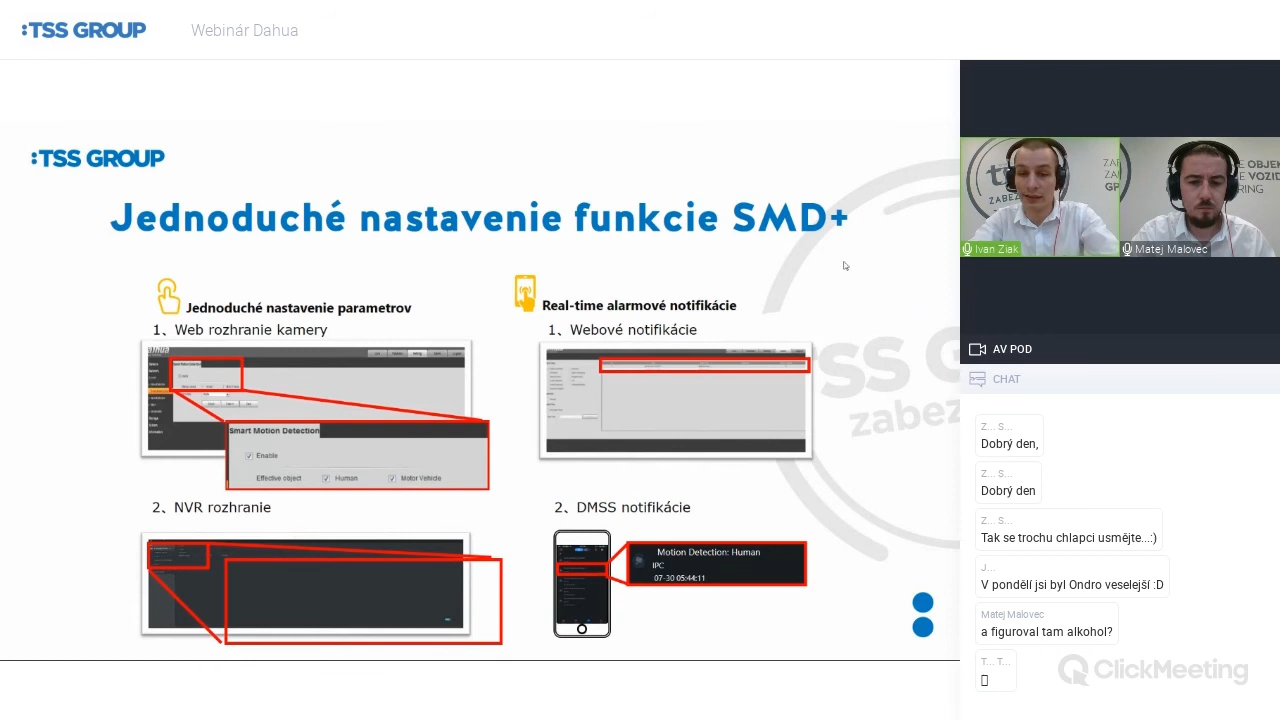 :TSS GROUP
Webinár Dahua
:TSS GROUP
Jednoduché nastavenie funkcie SMD+
Jednoduché nastavenie parametrov
1、Web rozhranie kamery
Smart Motion Detection
Enable
Effective object Human Motor Vehicle
2、NVR rozhranie
Real-time alarmové notifikácie
1、Webové notifikácie
2、DMSS notifikácie
Motion Detection: Human
IPC
07-30 05:44:11
Ivan Ziak
Matej Malovec
AV POD
CHAT
Z... S...
Dobrý den,
Z... S...
Dobrý den
Z... S...
Tak se trochu chlapci usmějte...:)
J...
V pondělí jsi byl Ondro veselejší :D
Matej Malovec
a figuroval tam alkohol?
T... T...
ClickMeeting